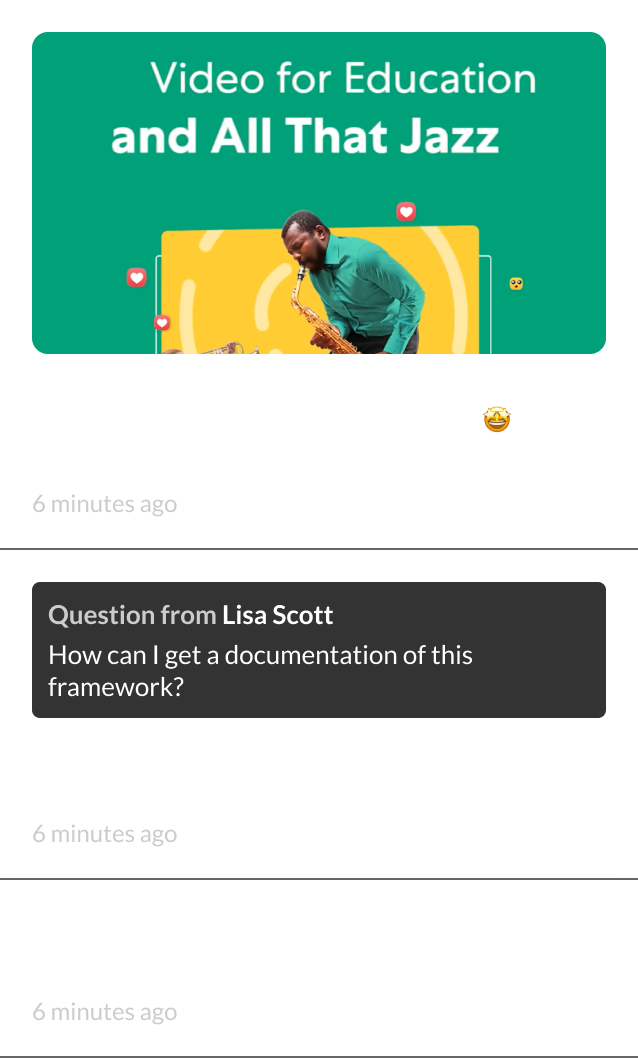 Video for Education
and All That Jazz
🤩
6 minutes ago
Question from Lisa Scott
How can I get a documentation of this
framework?
6 minutes ago
6 minutes ago